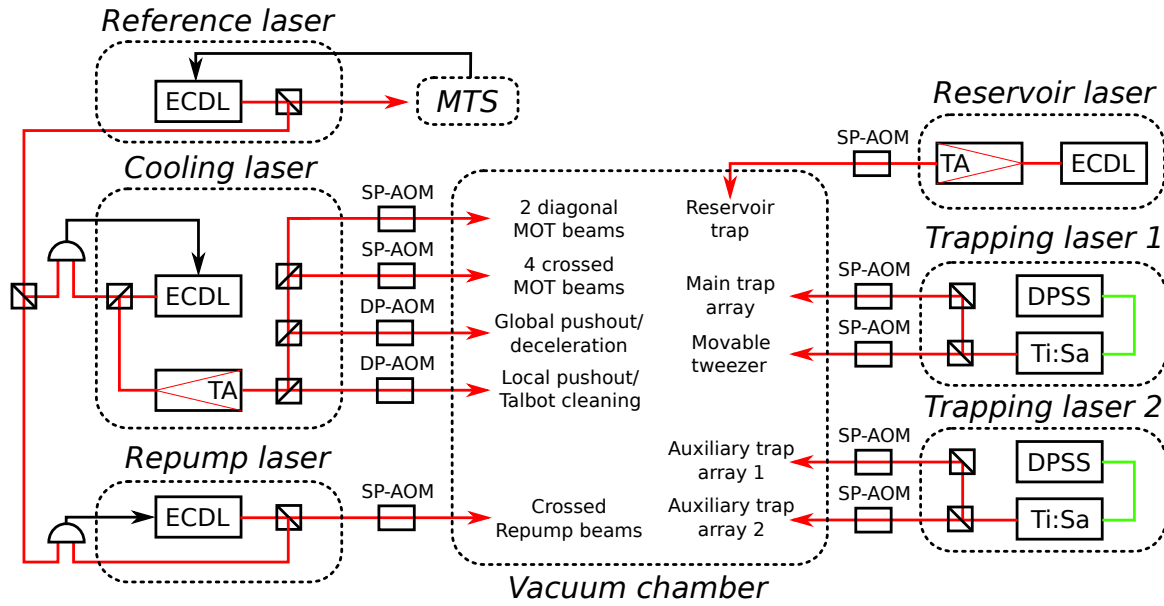 Reference laser
ECDL
MTS
Cooling laser
ECDL
TA
SP-AOM
SP-AOM
DP-AOM
DP-AOM
Repump laser
ECDL
SP-AOM
2 diagonal
MOT beams
4 crossed
MOT beams
Global pushout/
deceleration
Local pushout/
Talbot cleaning
Crossed
Repump beams
Reservoir
trap
Main trap
array
Movable
tweezer
Auxiliary trap
array 1
Auxiliary trap
array 2
Vacuum chamber
Reservoir laser
SP-AOM
TA
ECDL
Trapping laser 1
SP-AOM
DPSS
SP-AOM
Ti:Sa
Trapping laser 2
SP-AOM
DPSS
SP-AOM
Ti:Sa